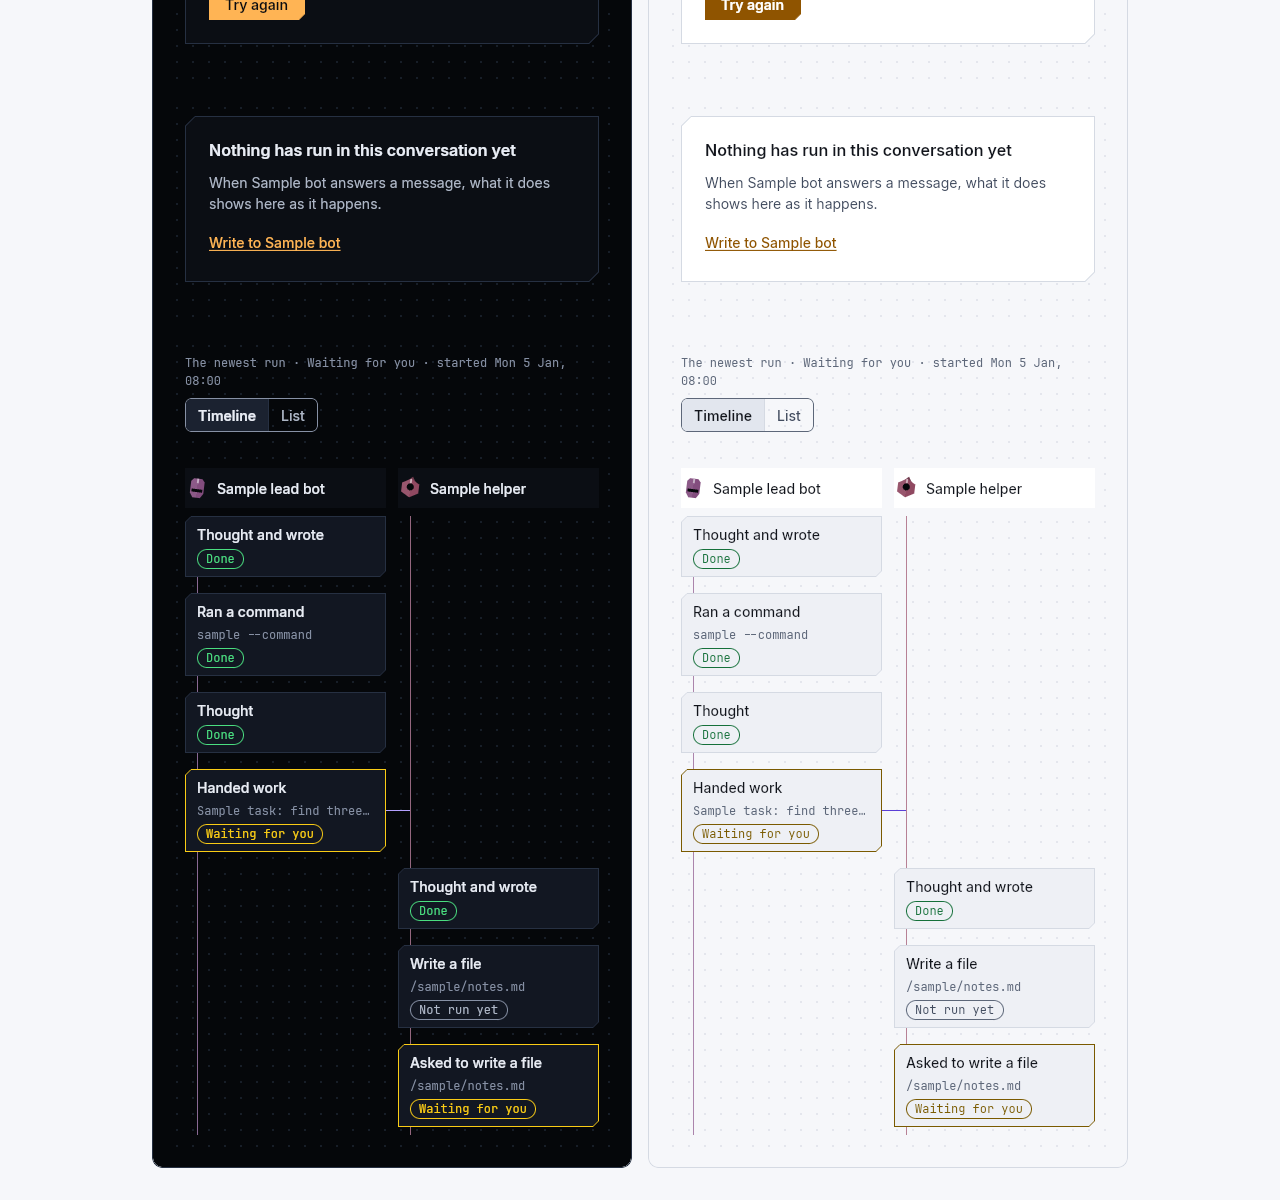 Try again
Nothing has run in this conversation yet
When Sample bot answers a message, what it does
shows here as it happens.
Write to Sample bot
The newest run · Waiting for you · started Mon 5 Jan,
08:00
Timeline List
Sample lead bot Sample helper
Thought and wrote
Done
Ran a command
sample --command
Done
Thought
Done
Handed work
Sample task: find three…
Waiting for you
Thought and wrote
Done
Write a file
/sample/notes.md
Not run yet
Asked to write a file
/sample/notes.md
Waiting for you
Try again
Nothing has run in this conversation yet
When Sample bot answers a message, what it does
shows here as it happens.
Write to Sample bot
The newest run · Waiting for you · started Mon 5 Jan,
08:00
Timeline List
Sample lead bot Sample helper
Thought and wrote
Done
Ran a command
sample --command
Done
Thought
Done
Handed work
Sample task: find three…
Waiting for you
Thought and wrote
Done
Write a file
/sample/notes.md
Not run yet
Asked to write a file
/sample/notes.md
Waiting for you